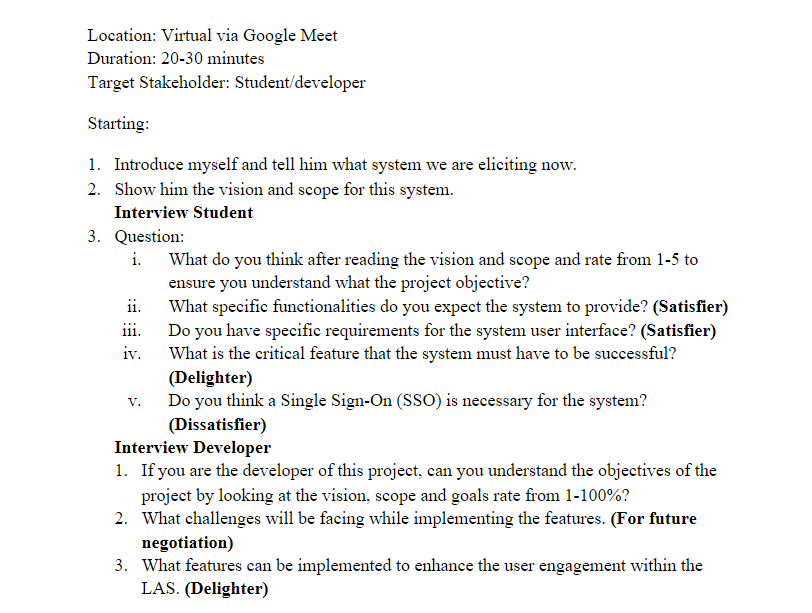 Location: Virtual via Google Meet
Duration: 20-30 minutes
Target Stakeholder: Student/developer
Starting:
1. Introduce myself and tell him what system we are eliciting now.
2. Show him the vision and scope for this system.
Interview Student
3. Question:
i. What do you think after reading the vision and scope and rate from 1-5 to
ensure you understand what the project objective?
ii. What specific functionalities do you expect the system to provide? (Satisfier)
iii. Do you have specific requirements for the system user interface? (Satisfier)
iv. What is the critical feature that the system must have to be successful?
(Delighter)
v. Do you think a Single Sign-On (SSO) is necessary for the system?
(Dissatisfier)
Interview Developer
1. If you are the developer of this project, can you understand the objectives of the
project by looking at the vision, scope and goals rate from 1-100%?
2. What challenges will be facing while implementing the features. (For future
negotiation)
3. What features can be implemented to enhance the user engagement within the
LAS. (Delighter)